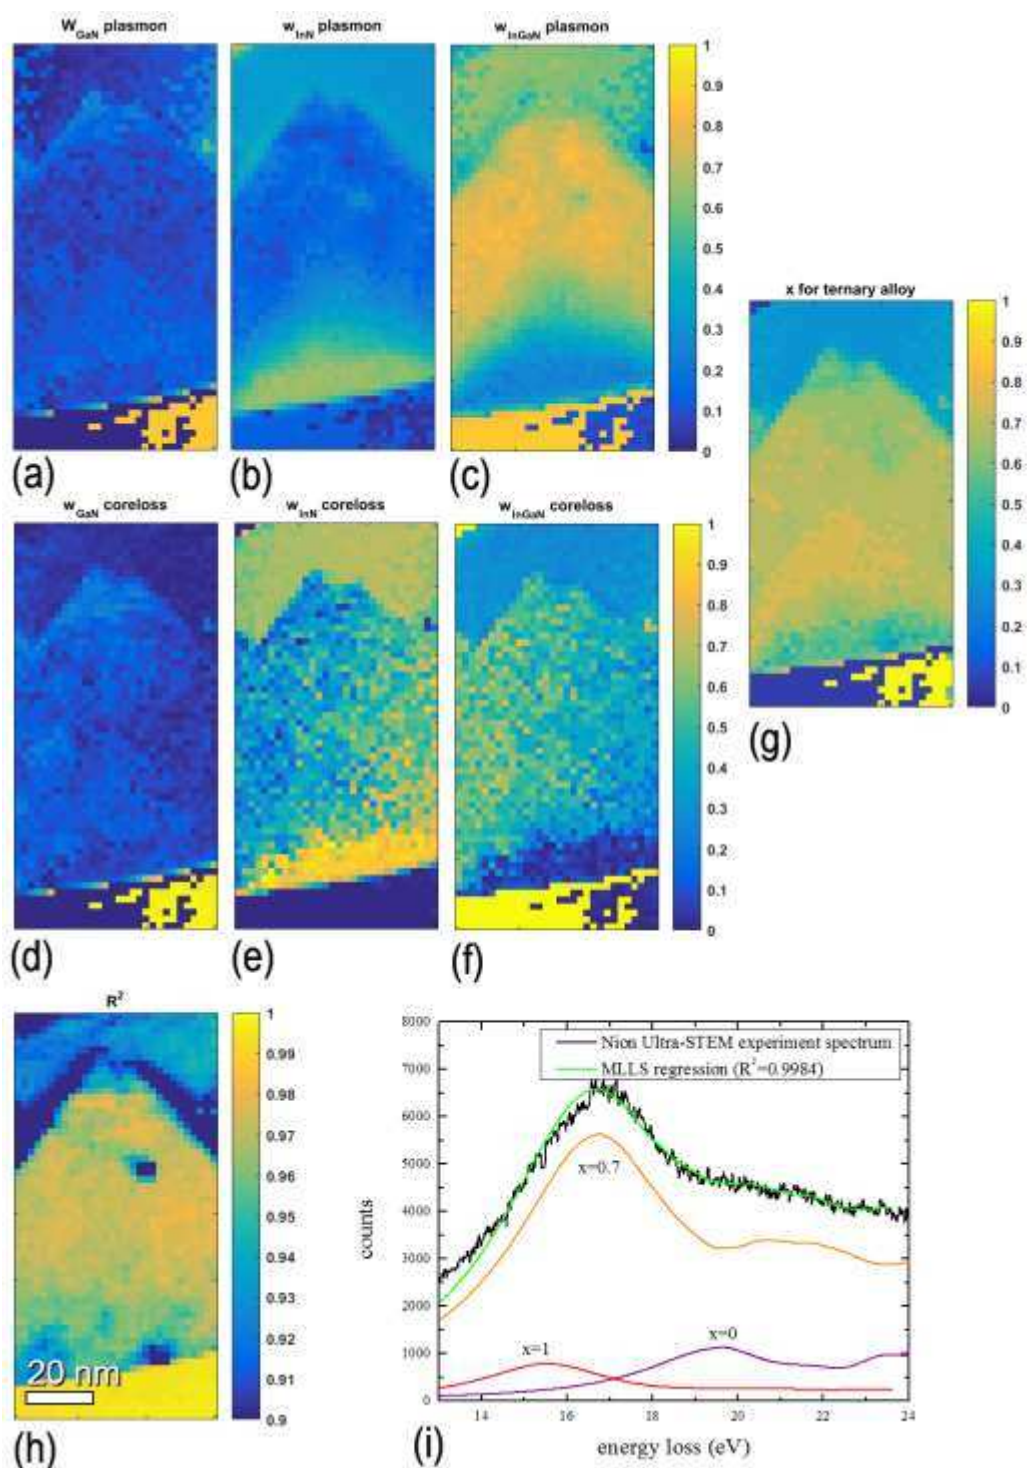 W_GaN plasmon
w_InN plasmon
w_InGaN plasmon
1
0.9
0.8
0.7
0.6
0.5
0.4
0.3
0.2
0.1
0
(a)
(b)
(c)
x for ternary alloy
1
0.9
0.8
0.7
0.6
0.5
0.4
0.3
0.2
0.1
0
(g)
w_GaN coreloss
w_InN coreloss
w_InGaN coreloss
1
0.9
0.8
0.7
0.6
0.5
0.4
0.3
0.2
0.1
0
(d)
(e)
(f)
R²
1
0.99
0.98
0.97
0.96
0.95
0.94
0.93
0.92
0.91
0.9
20 nm
(h)
8000
7000
6000
5000
4000
3000
2000
1000
0
counts
Nion Ultra-STEM experiment spectrum
MLLS regression (R²=0.9984)
x=0.7
x=1
x=0
14
16
18
20
22
24
energy loss (eV)
(i)